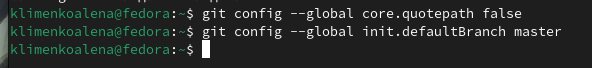 klimenkoalena@fedora:~$ git config --global core.quotepath false
klimenkoalena@fedora:~$ git config --global init.defaultBranch master
klimenkoalena@fedora:~$